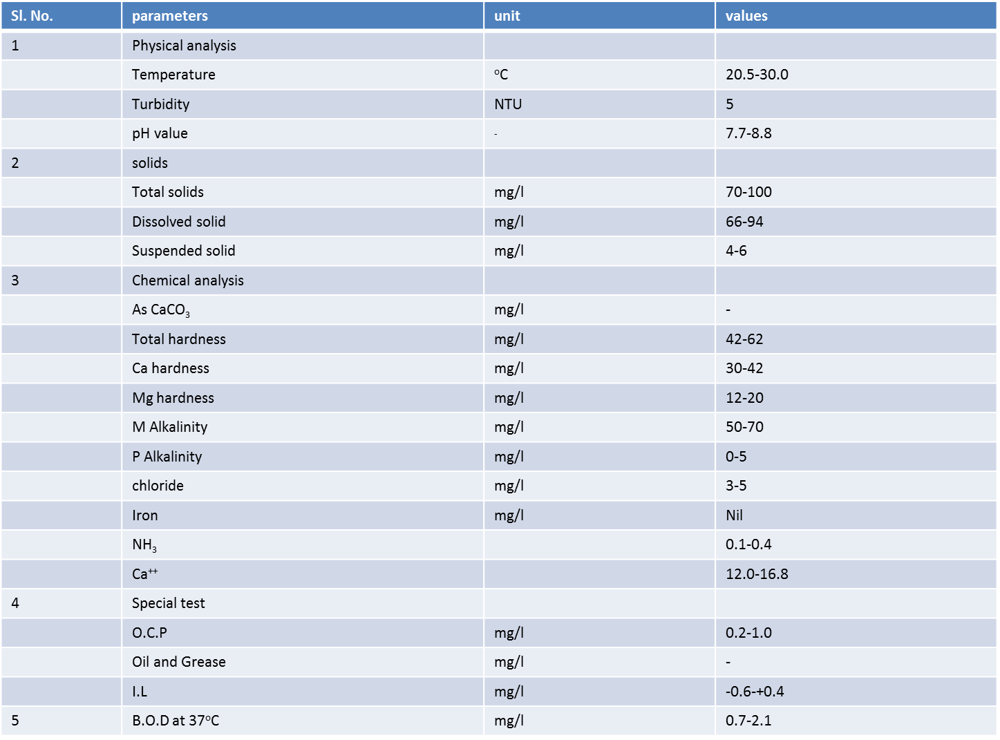 Sl. No. parameters unit values
1 Physical analysis
Temperature °C 20.5-30.0
Turbidity NTU 5
pH value - 7.7-8.8
2 solids
Total solids mg/l 70-100
Dissolved solid mg/l 66-94
Suspended solid mg/l 4-6
3 Chemical analysis
As CaCO₃ mg/l -
Total hardness mg/l 42-62
Ca hardness mg/l 30-42
Mg hardness mg/l 12-20
M Alkalinity mg/l 50-70
P Alkalinity mg/l 0-5
chloride mg/l 3-5
Iron mg/l Nil
NH₃ 0.1-0.4
Ca⁺⁺ 12.0-16.8
4 Special test
O.C.P mg/l 0.2-1.0
Oil and Grease mg/l -
I.L mg/l -0.6-+0.4
5 B.O.D at 37°C mg/l 0.7-2.1